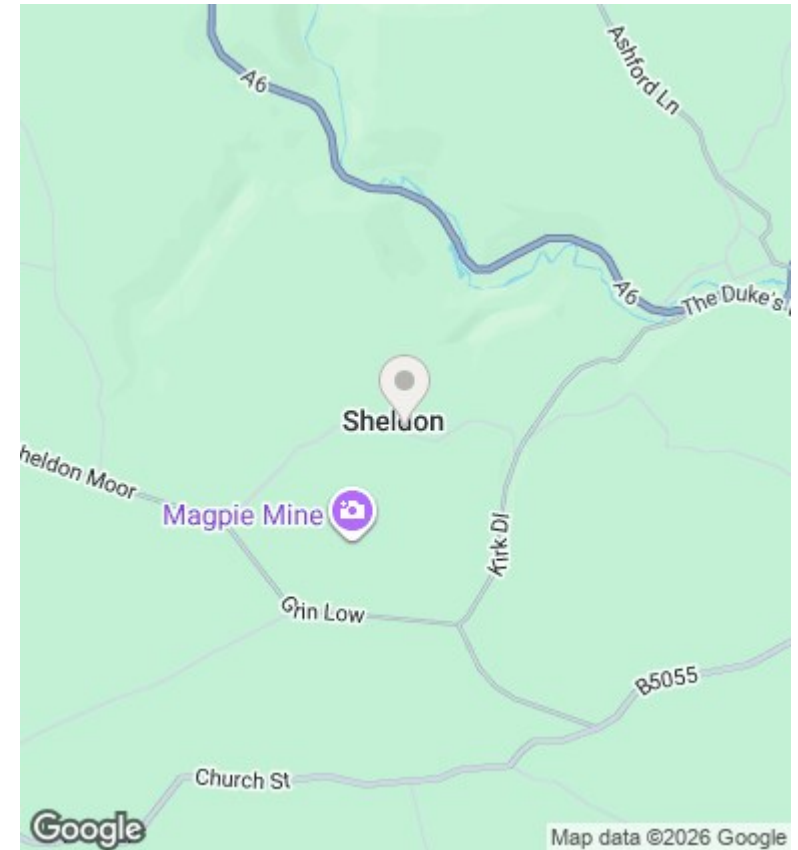 Ashford Ln
A6
A6
The Duke's
Sheldon
heldon Moor
Magpie Mine
Kirk Dl
Grin Low
B5055
Church St
Google
Map data ©2026 Google